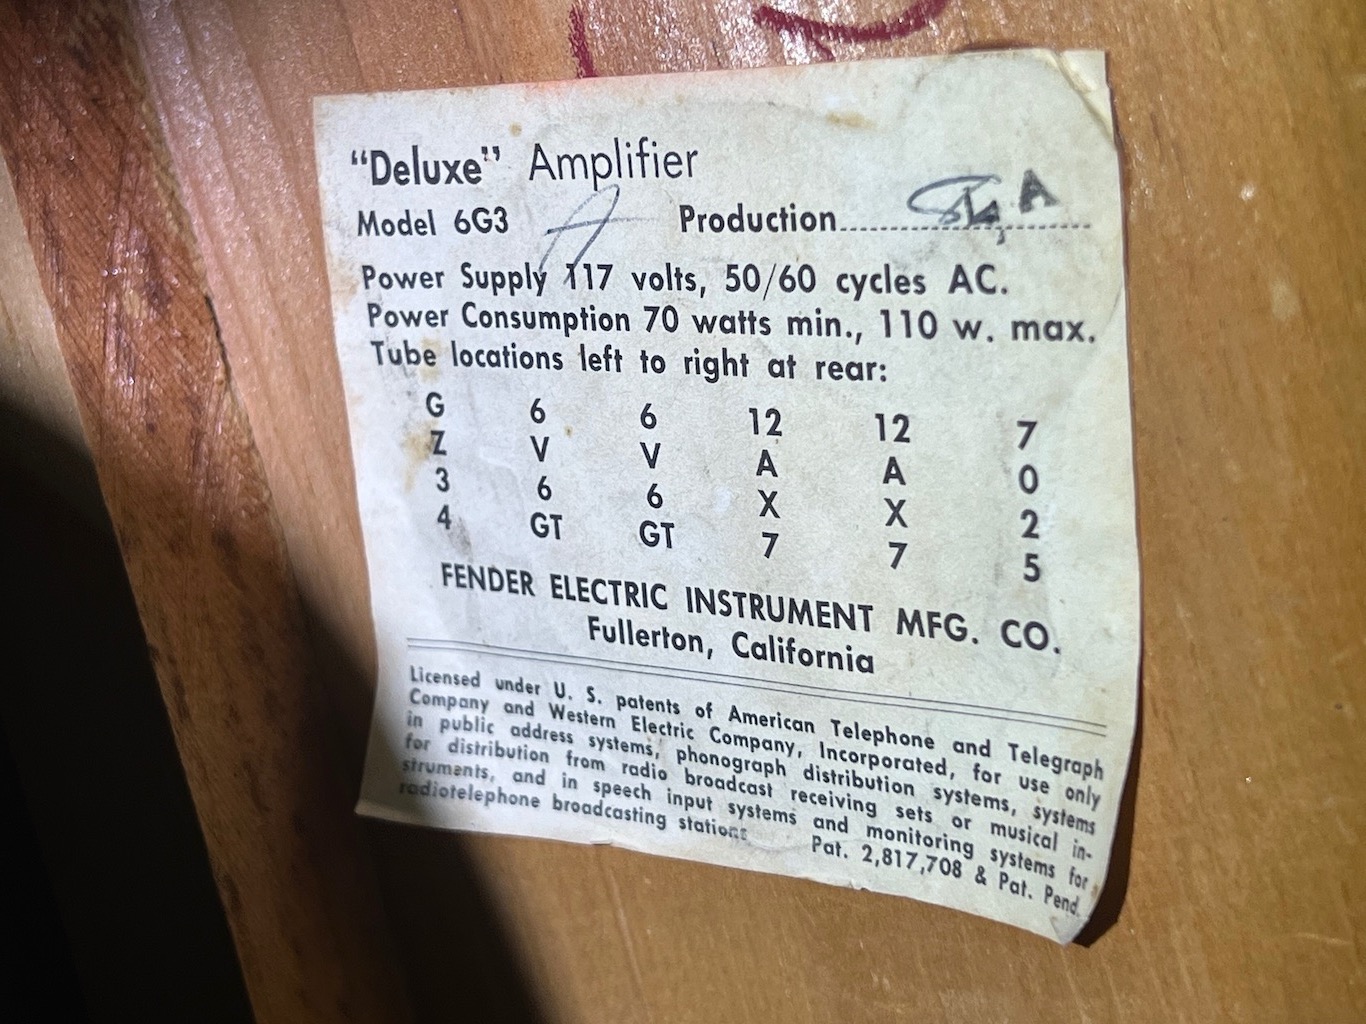 “Deluxe” Amplifier
Model 6G3 A Production
Power Supply 117 volts, 50/60 cycles AC.
Power Consumption 70 watts min., 110 w. max.
Tube locations left to right at rear:
G 6 6 12 12 7
Z V V A A 0
3 6 6 X X 2
4 GT GT 7 7 5
FENDER ELECTRIC INSTRUMENT MFG. CO.
Fullerton, California
Licensed under U. S. patents of American Telephone and Telegraph
Company and Western Electric Company, Incorporated, for use only
in public address systems, phonograph distribution systems, systems
for distribution from radio broadcast receiving sets or musical in-
struments, and in speech input systems and monitoring systems for
radiotelephone broadcasting stations
Pat. 2,817,708 & Pat. Pend.